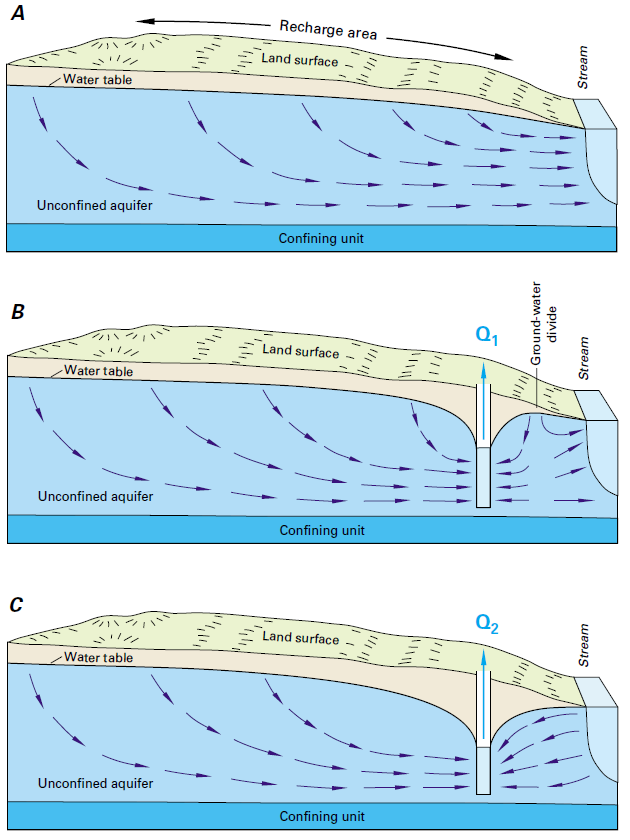 A
Recharge area
Land surface
Stream
Water table
Unconfined aquifer
Confining unit
B
Q1
Ground-water
divide
Stream
Land surface
Water table
Unconfined aquifer
Confining unit
C
Q2
Stream
Land surface
Water table
Unconfined aquifer
Confining unit